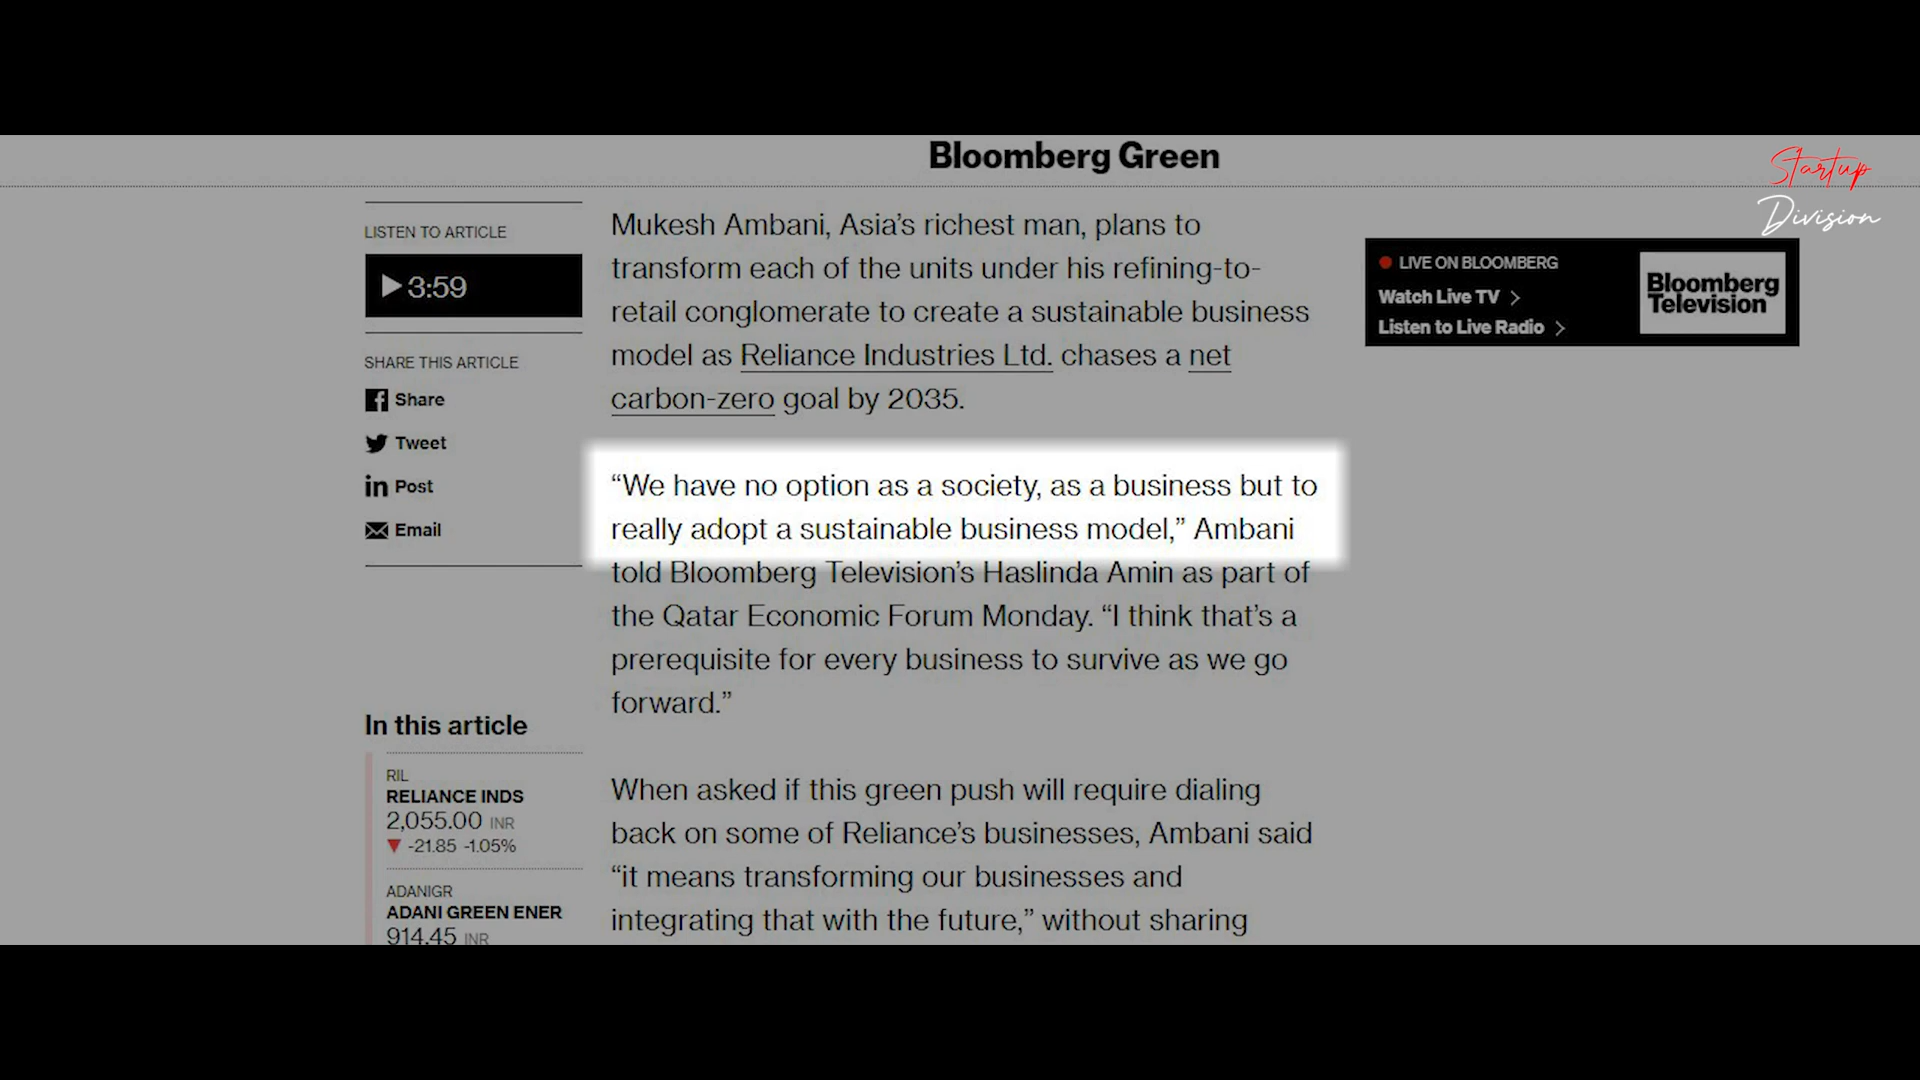 Bloomberg Green
Startup
Division
LISTEN TO ARTICLE
3:59
SHARE THIS ARTICLE
Share
Tweet
Post
Email
In this article
RIL
RELIANCE INDS
2,055.00 INR
-21.85 -1.05%
ADANIGR
ADANI GREEN ENER
914.45 INR
Mukesh Ambani, Asia’s richest man, plans to
transform each of the units under his refining-to-
retail conglomerate to create a sustainable business
model as Reliance Industries Ltd. chases a net
carbon-zero goal by 2035.
“We have no option as a society, as a business but to
really adopt a sustainable business model,” Ambani
told Bloomberg Television’s Haslinda Amin as part of
the Qatar Economic Forum Monday. “I think that’s a
prerequisite for every business to survive as we go
forward.”
When asked if this green push will require dialing
back on some of Reliance’s businesses, Ambani said
“it means transforming our businesses and
integrating that with the future,” without sharing
LIVE ON BLOOMBERG
Watch Live TV
Listen to Live Radio
Bloomberg
Television